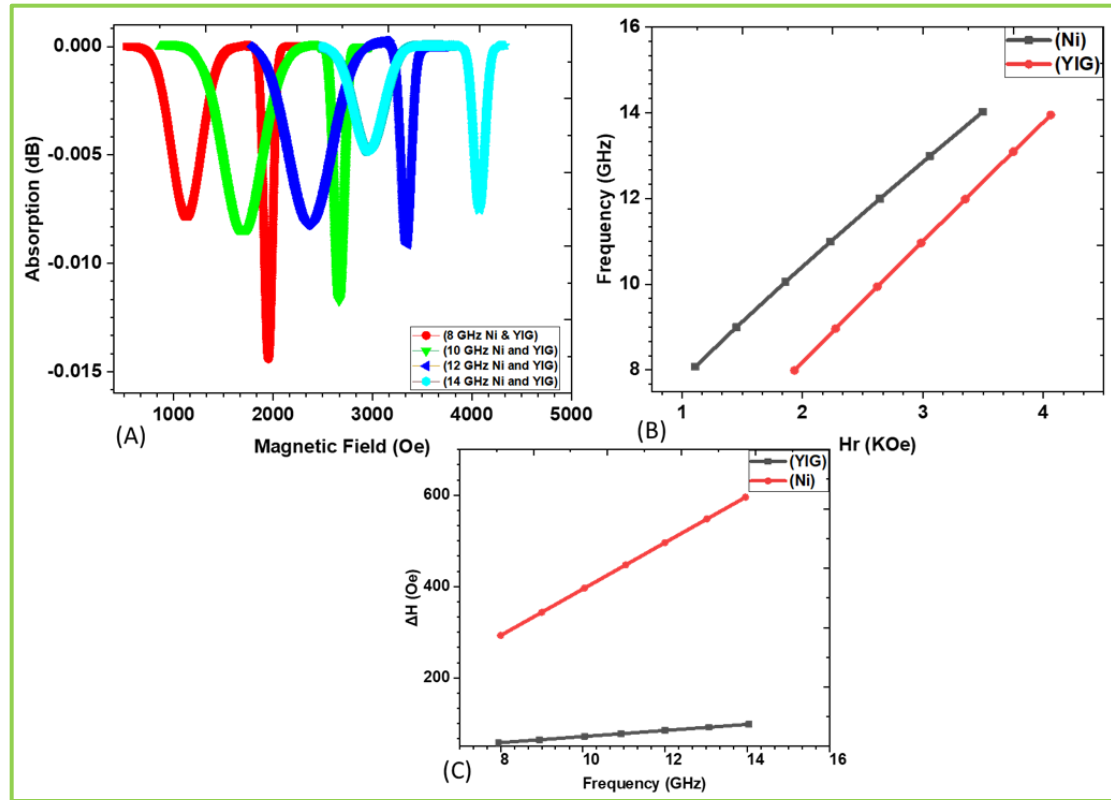 0.000
-0.005
-0.010
-0.015
Absorption (dB)
(8 GHz Ni & YIG)
(10 GHz Ni and YIG)
(12 GHz Ni and YIG)
(14 GHz Ni and YIG)
1000 2000 3000 4000 5000
(A)
Magnetic Field (Oe)
16
14
12
10
8
Frequency (GHz)
(Ni)
(YIG)
1 2 3 4
(B)
Hr (KOe)
600
400
200
ΔH (Oe)
(YIG)
(Ni)
8 10 12 14 16
(C)
Frequency (GHz)